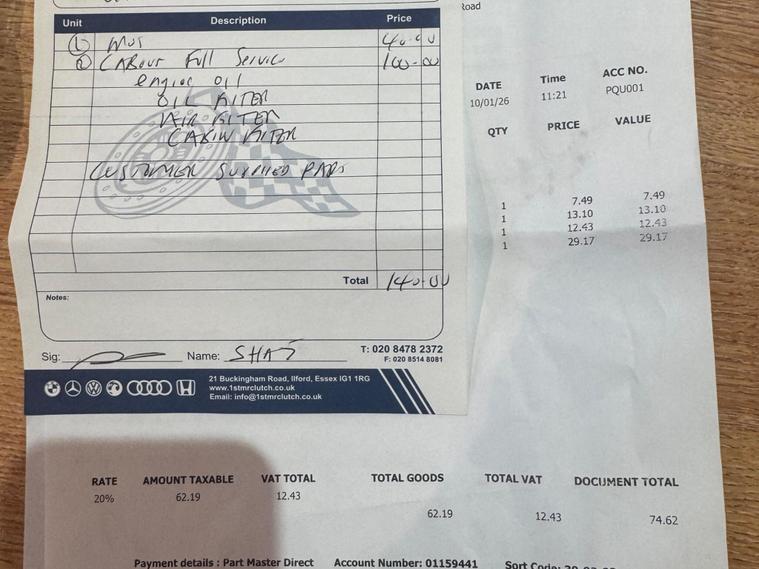 Road
Unit Description Price
1 MOT 40-00
2 LABour Full Service 100-00
engine oil
OIL FILTER
AIR FILTER
CABIN FILTER
CUSTOMER SUPPLIED PARTS
Total 140-00
Notes:
Sig: Name: SHAJ
T: 020 8478 2372
F: 020 8514 8081
21 Buckingham Road, Ilford, Essex IG1 1RG
www.1stmrclutch.co.uk
Email: info@1stmrclutch.co.uk
DATE Time ACC NO.
10/01/26 11:21 PQU001
QTY PRICE VALUE
1 7.49 7.49
1 13.10 13.10
1 12.43 12.43
1 29.17 29.17
RATE AMOUNT TAXABLE VAT TOTAL TOTAL GOODS TOTAL VAT DOCUMENT TOTAL
20% 62.19 12.43
62.19 12.43 74.62
Payment details : Part Master Direct Account Number: 01159441 Sort Code: